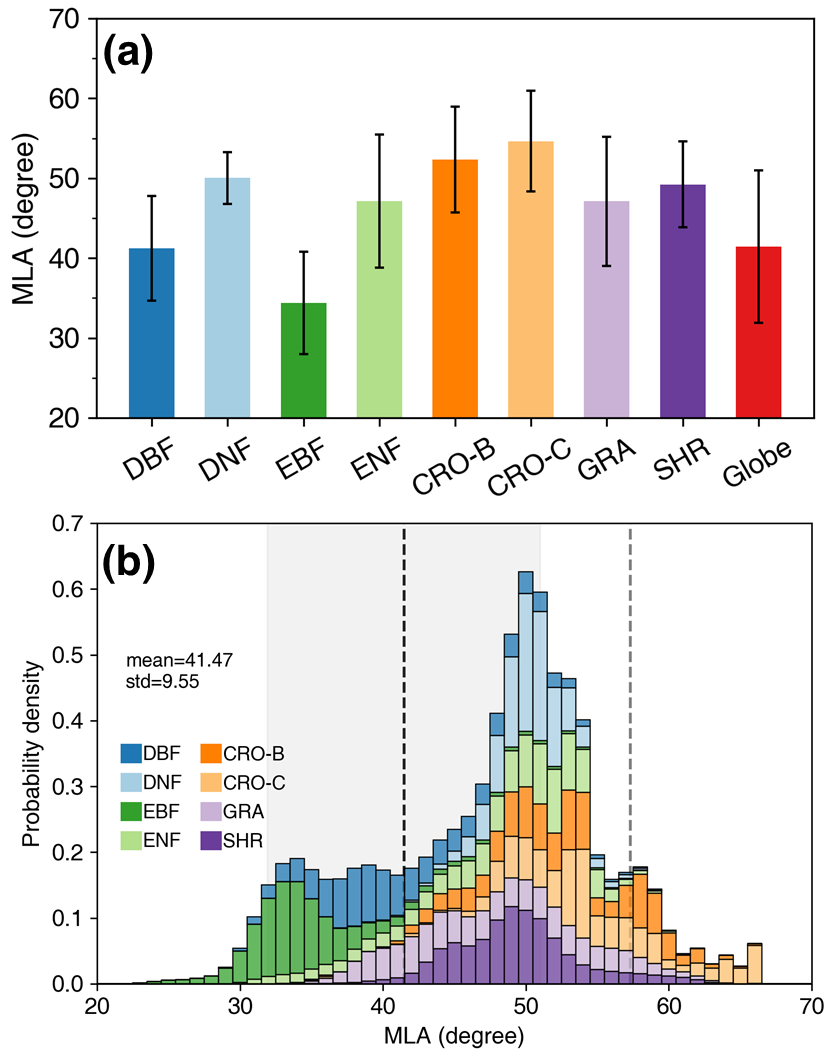 (a)
MLA (degree)
70
60
50
40
30
20
DBF DNF EBF ENF CRO-B CRO-C GRA SHR Globe
(b)
Probability density
0.7
0.6
0.5
0.4
0.3
0.2
0.1
0.0
mean=41.47
std=9.55
DBF CRO-B
DNF CRO-C
EBF GRA
ENF SHR
20 30 40 50 60 70
MLA (degree)